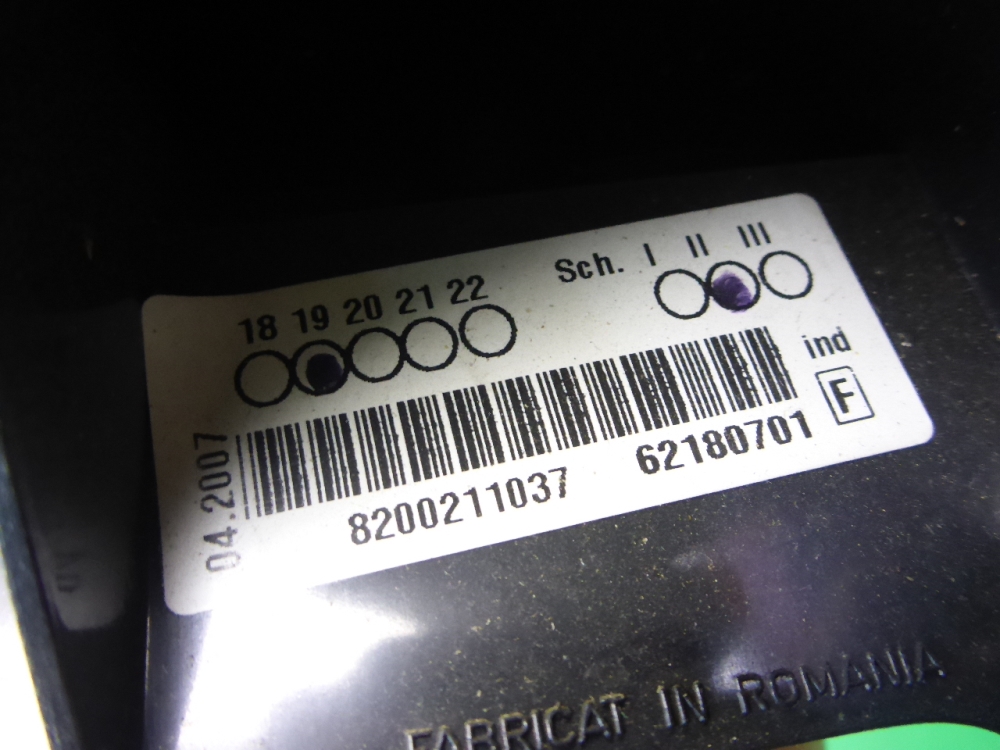 18 19 20 21 22
Sch. I II III
ind
F
04.2007
8200211037 62180701
FABRICAT IN ROMANIA